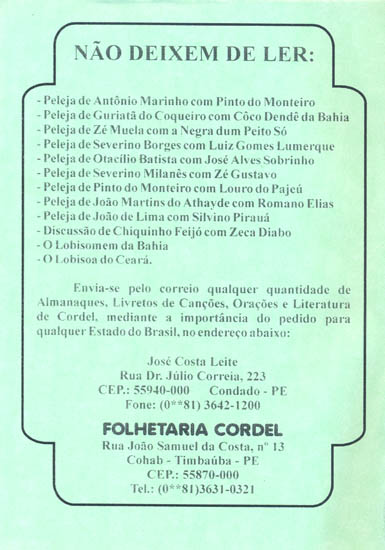 NÃO DEIXEM DE LER:
- Peleja de Antônio Marinho com Pinto do Monteiro
- Peleja de Guriatã do Coqueiro com Côco Dendê da Bahia
- Peleja de Zé Muela com a Negra dum Peito Só
- Peleja de Severino Borges com Luiz Gomes Lumerque
- Peleja de Otacílio Batista com José Alves Sobrinho
- Peleja de Severino Milanês com Zé Gustavo
- Peleja de Pinto do Monteiro com Louro do Pajeú
- Peleja de João Martins do Athayde com Romano Elias
- Peleja de João de Lima com Silvino Pirauá
- Discussão de Chiquinho Feijó com Zeca Diabo
- O Lobisomem da Bahia
- O Lobisoa do Ceará.
Envia-se pelo correio qualquer quantidade de
Almanaques, Livretos de Canções, Orações e Literatura
de Cordel, mediante a importância do pedido para
qualquer Estado do Brasil, no endereço abaixo:
José Costa Leite
Rua Dr. Júlio Correia, 223
CEP.: 55940-000 Condado - PE
Fone: (0**81) 3642-1200
FOLHETARIA CORDEL
Rua João Samuel da Costa, nº 13
Cohab - Timbaúba - PE
CEP.: 55870-000
Tel.: (0**81)3631-0321